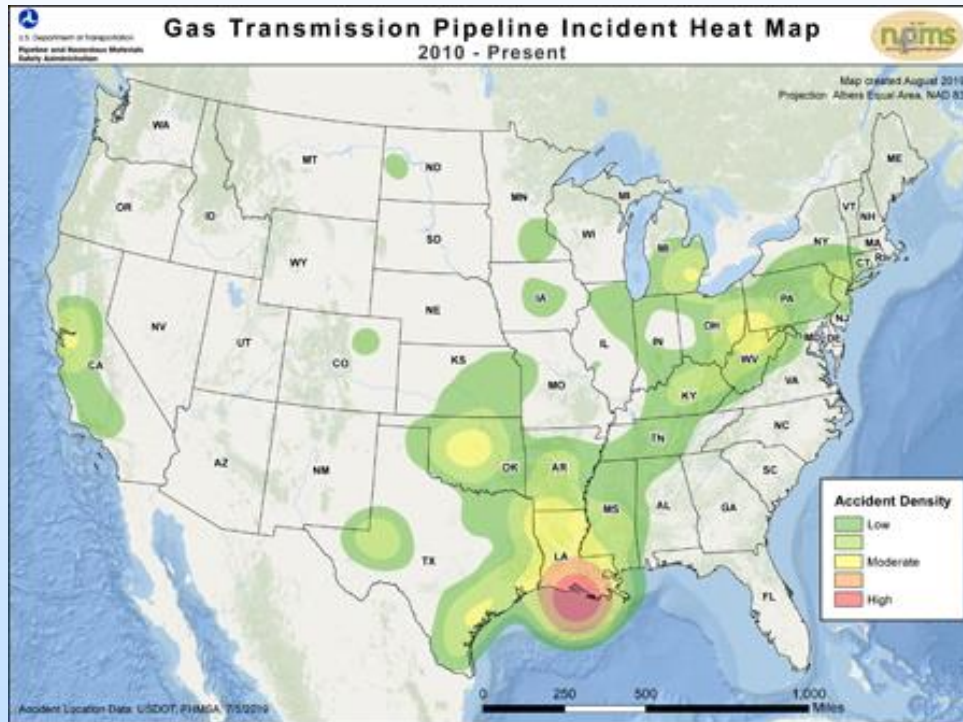 U.S. Department of Transportation
Pipeline and Hazardous Materials
Safety Administration
Gas Transmission Pipeline Incident Heat Map
2010 - Present
npms
Map created August 2019
Projection: Albers Equal Area, NAD 83
WA
MT
ND
MN
ME
OR
ID
SD
WI
MI
MI
VT
NH
NY
MA
CT
RI
WY
IA
NE
PA
NJ
NV
UT
CO
KS
MO
IL
IN
OH
WV
MD
DE
VA
CA
KY
AZ
NM
OK
AR
TN
NC
SC
TX
LA
MS
AL
GA
FL
Accident Density
Low
Moderate
High
0 250 500 1,000
Miles
Accident Location Data: USDOT, PHMSA, 7/5/2019